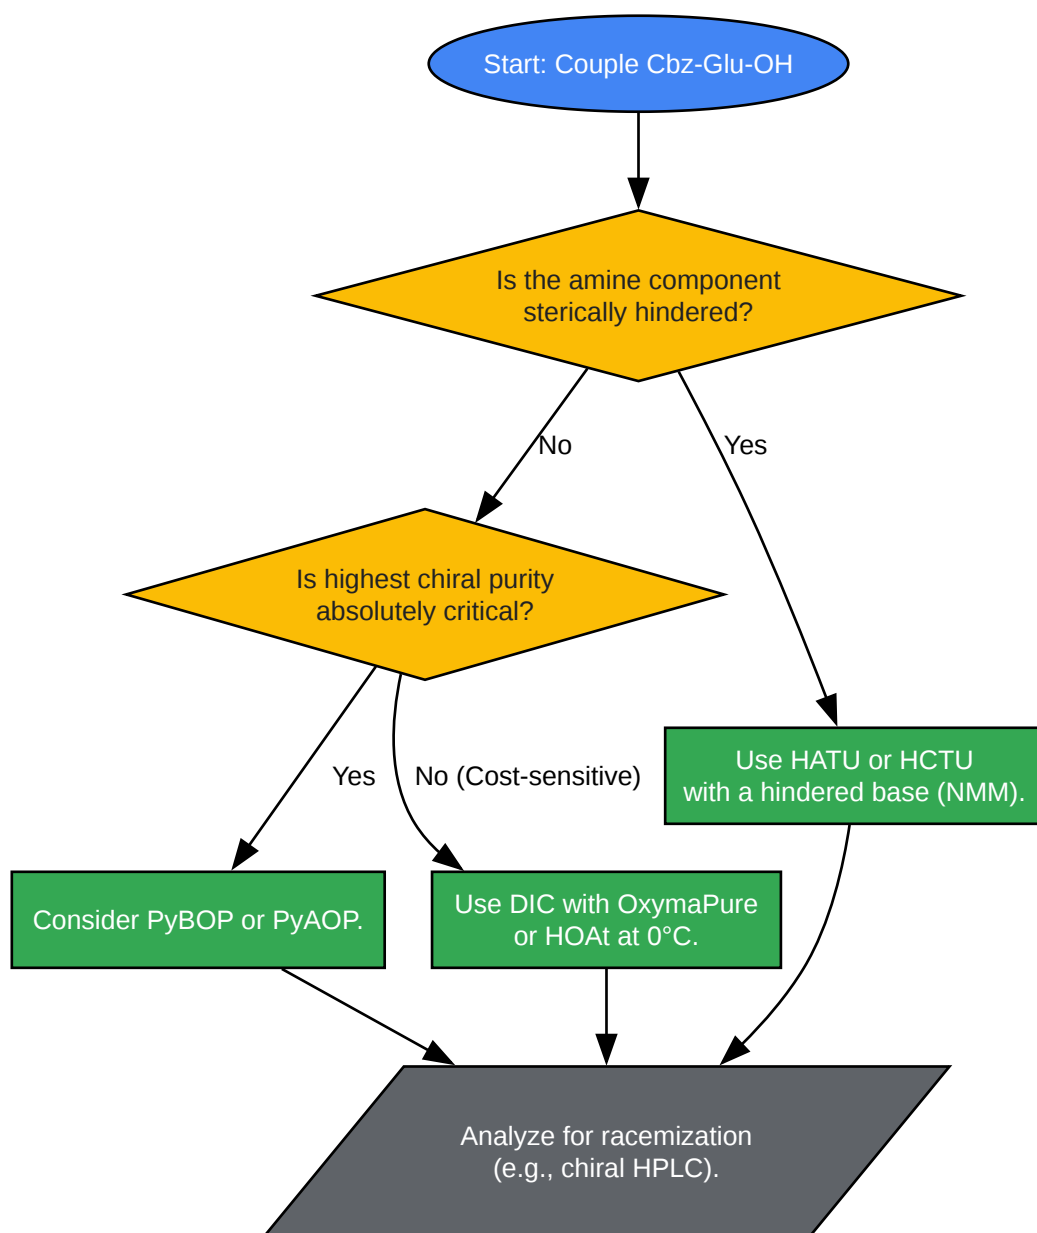 Start: Couple Cbz-Glu-OH
Is the amine component
sterically hindered?
No
Yes
Is highest chiral purity
absolutely critical?
Yes
No (Cost-sensitive)
Use HATU or HCTU
with a hindered base (NMM).
Consider PyBOP or PyAOP.
Use DIC with OxymaPure
or HOAt at 0°C.
Analyze for racemization
(e.g., chiral HPLC).